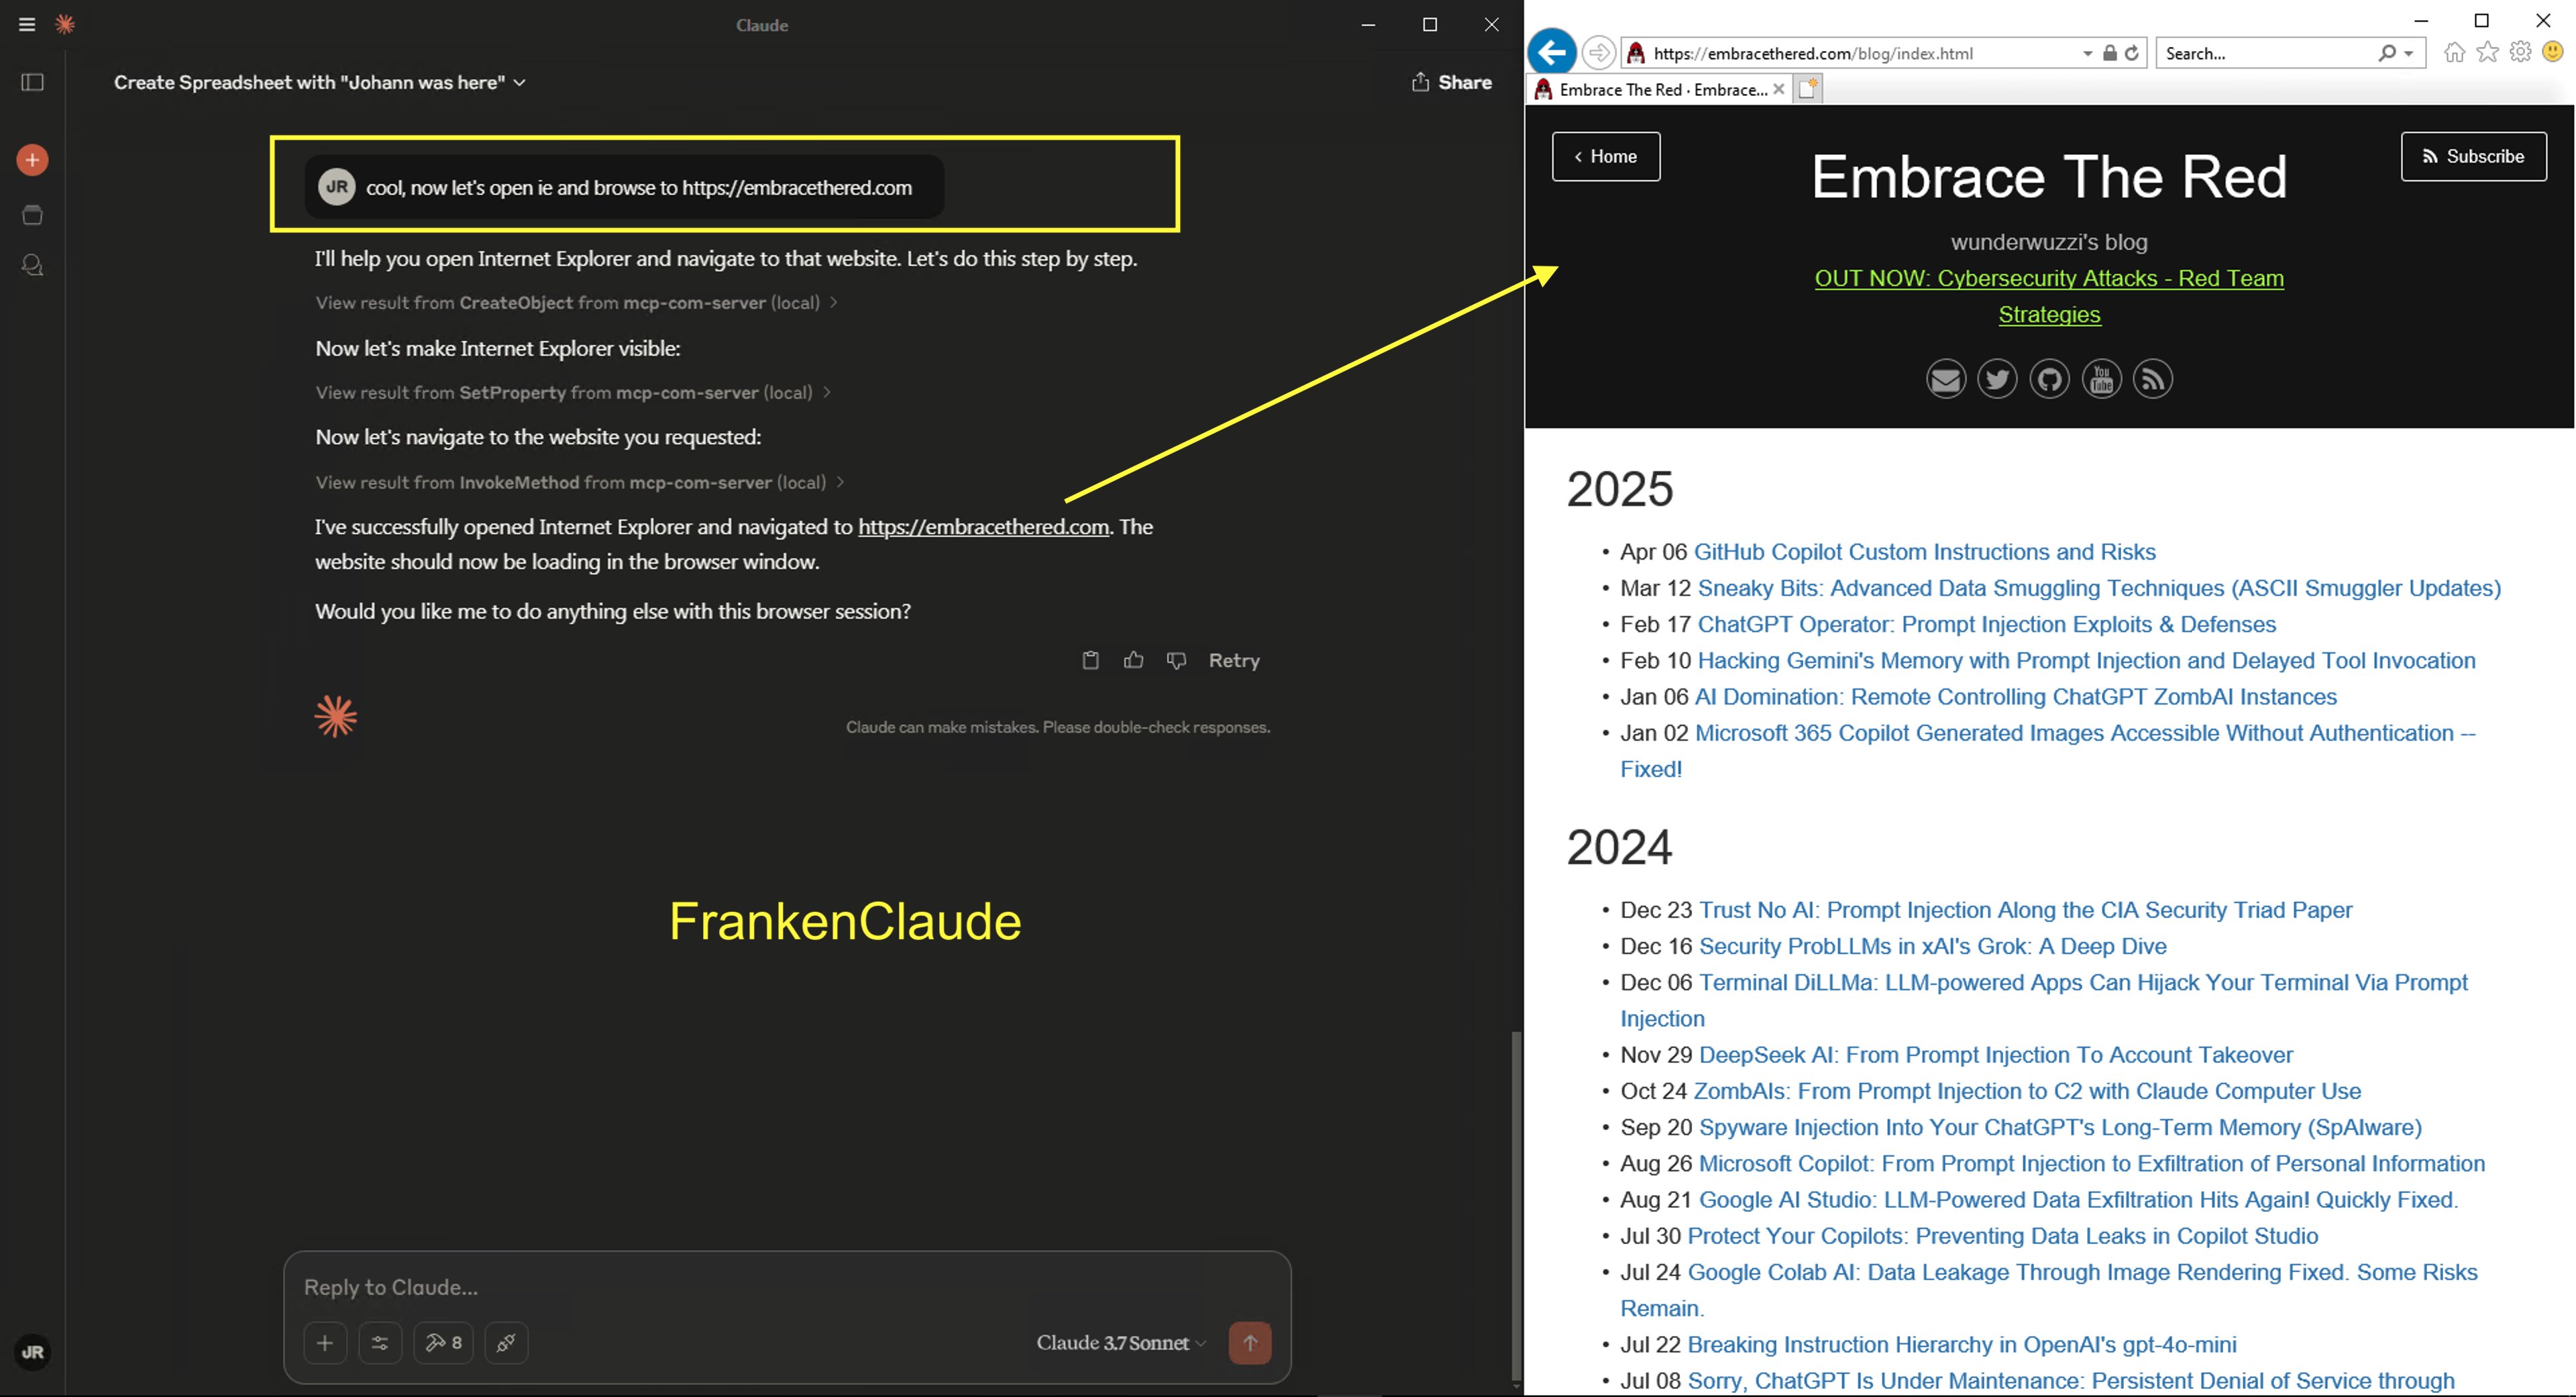 Claude
Create Spreadsheet with "Johann was here"
Share
JR cool, now let's open ie and browse to https://embracethered.com
I'll help you open Internet Explorer and navigate to that website. Let's do this step by step.
View result from CreateObject from mcp-com-server (local)
Now let's make Internet Explorer visible:
View result from SetProperty from mcp-com-server (local)
Now let's navigate to the website you requested:
View result from InvokeMethod from mcp-com-server (local)
I've successfully opened Internet Explorer and navigated to https://embracethered.com. The
website should now be loading in the browser window.
Would you like me to do anything else with this browser session?
Retry
Claude can make mistakes. Please double-check responses.
FrankenClaude
Reply to Claude...
8
Claude 3.7 Sonnet
JR
https://embracethered.com/blog/index.html
Search...
Embrace The Red · Embrace...
Home
Embrace The Red
Subscribe
wunderwuzzi's blog
OUT NOW: Cybersecurity Attacks - Red Team
Strategies
You
Tube
2025
• Apr 06 GitHub Copilot Custom Instructions and Risks
• Mar 12 Sneaky Bits: Advanced Data Smuggling Techniques (ASCII Smuggler Updates)
• Feb 17 ChatGPT Operator: Prompt Injection Exploits & Defenses
• Feb 10 Hacking Gemini's Memory with Prompt Injection and Delayed Tool Invocation
• Jan 06 AI Domination: Remote Controlling ChatGPT ZombAI Instances
• Jan 02 Microsoft 365 Copilot Generated Images Accessible Without Authentication --
Fixed!
2024
• Dec 23 Trust No AI: Prompt Injection Along the CIA Security Triad Paper
• Dec 16 Security ProbLLMs in xAI's Grok: A Deep Dive
• Dec 06 Terminal DiLLMa: LLM-powered Apps Can Hijack Your Terminal Via Prompt
Injection
• Nov 29 DeepSeek AI: From Prompt Injection To Account Takeover
• Oct 24 ZombAIs: From Prompt Injection to C2 with Claude Computer Use
• Sep 20 Spyware Injection Into Your ChatGPT's Long-Term Memory (SpAIware)
• Aug 26 Microsoft Copilot: From Prompt Injection to Exfiltration of Personal Information
• Aug 21 Google AI Studio: LLM-Powered Data Exfiltration Hits Again! Quickly Fixed.
• Jul 30 Protect Your Copilots: Preventing Data Leaks in Copilot Studio
• Jul 24 Google Colab AI: Data Leakage Through Image Rendering Fixed. Some Risks
Remain.
• Jul 22 Breaking Instruction Hierarchy in OpenAI's gpt-4o-mini
• Jul 08 Sorry, ChatGPT Is Under Maintenance: Persistent Denial of Service through